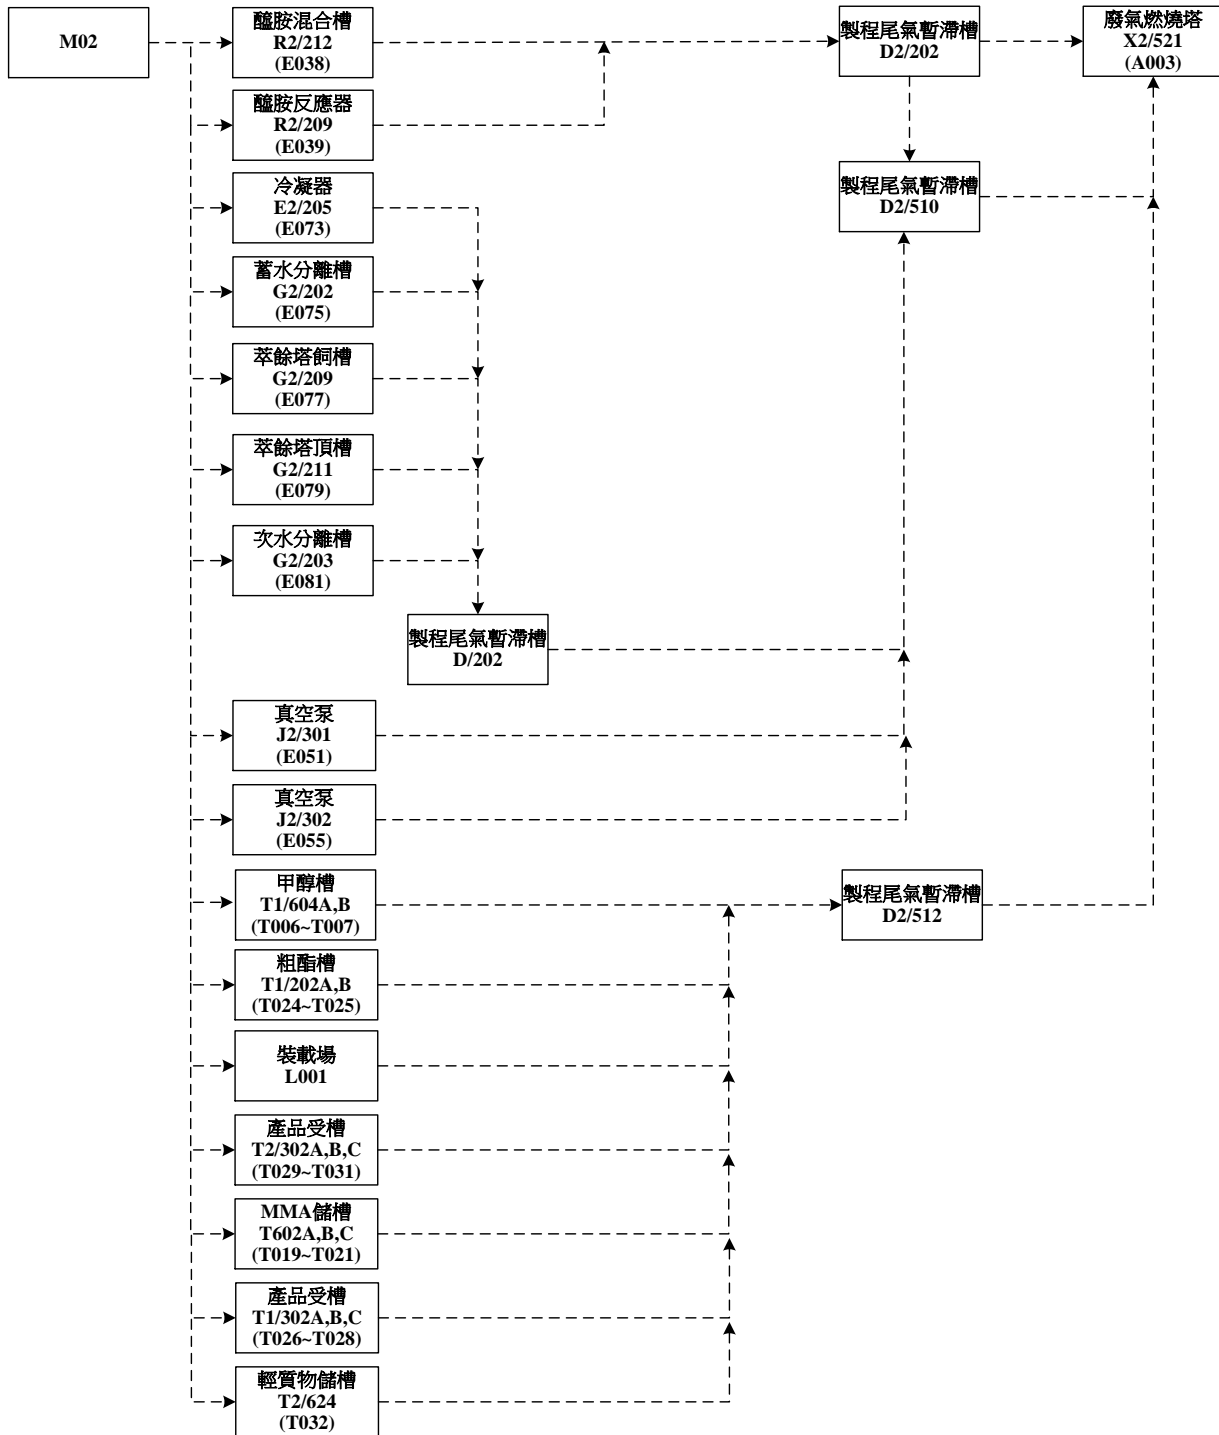 M02
醯胺混合槽
R2/212
(E038)
製程尾氣暫滯槽
D2/202
廢氣燃燒塔
X2/521
(A003)
醯胺反應器
R2/209
(E039)
製程尾氣暫滯槽
D2/510
冷凝器
E2/205
(E073)
蓄水分離槽
G2/202
(E075)
萃餘塔飼槽
G2/209
(E077)
萃餘塔頂槽
G2/211
(E079)
次水分離槽
G2/203
(E081)
製程尾氣暫滯槽
D/202
真空泵
J2/301
(E051)
真空泵
J2/302
(E055)
甲醇槽
T1/604A,B
(T006~T007)
製程尾氣暫滯槽
D2/512
粗酯槽
T1/202A,B
(T024~T025)
裝載場
L001
產品受槽
T2/302A,B,C
(T029~T031)
MMA儲槽
T602A,B,C
(T019~T021)
產品受槽
T1/302A,B,C
(T026~T028)
輕質物儲槽
T2/624
(T032)